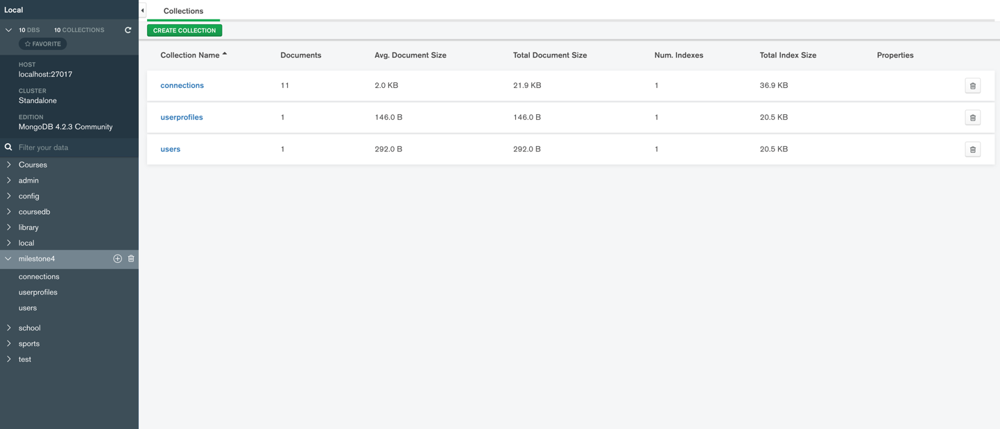 Local
10 DBS 10 COLLECTIONS
FAVORITE
HOST
localhost:27017
CLUSTER
Standalone
EDITION
MongoDB 4.2.3 Community
Filter your data
Courses
admin
config
coursedb
library
local
milestone4
connections
userprofiles
users
school
sports
test
Collections
CREATE COLLECTION
Collection Name Documents Avg. Document Size Total Document Size Num. Indexes Total Index Size Properties
connections 11 2.0 KB 21.9 KB 1 36.9 KB
userprofiles 1 146.0 B 146.0 B 1 20.5 KB
users 1 292.0 B 292.0 B 1 20.5 KB